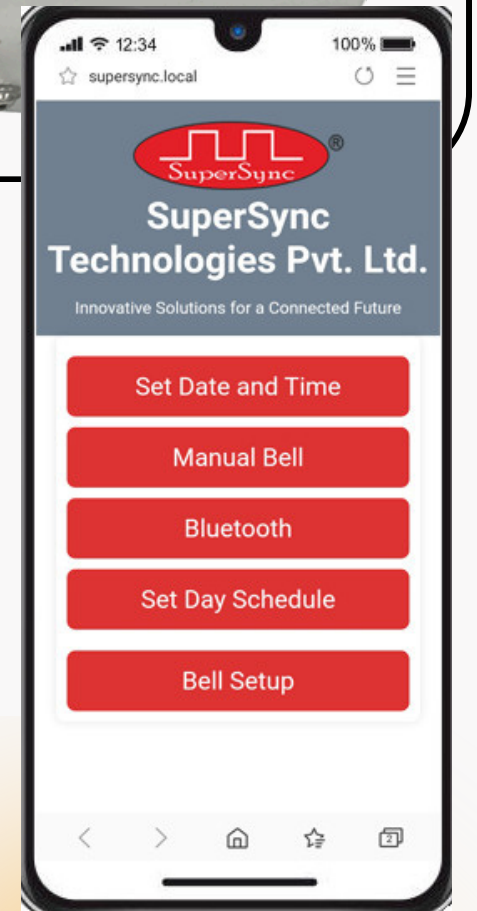 12:34
100%
supersync.local
SuperSync
®
SuperSync
Technologies Pvt. Ltd.
Innovative Solutions for a Connected Future
Set Date and Time
Manual Bell
Bluetooth
Set Day Schedule
Bell Setup
2